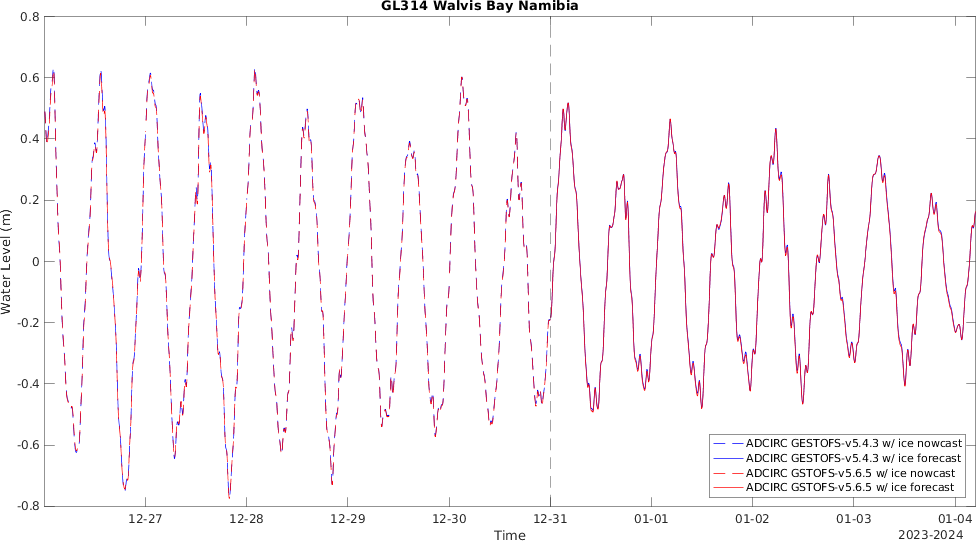 GL314 Walvis Bay Namibia
Water Level (m)
0.8
0.6
0.4
0.2
0
-0.2
-0.4
-0.6
-0.8
ADCIRC GESTOFS-v5.4.3 w/ ice nowcast
ADCIRC GESTOFS-v5.4.3 w/ ice forecast
ADCIRC GSTOFS-v5.6.5 w/ ice nowcast
ADCIRC GSTOFS-v5.6.5 w/ ice forecast
12-27 12-28 12-29 12-30 12-31 01-01 01-02 01-03 01-04
Time
2023-2024